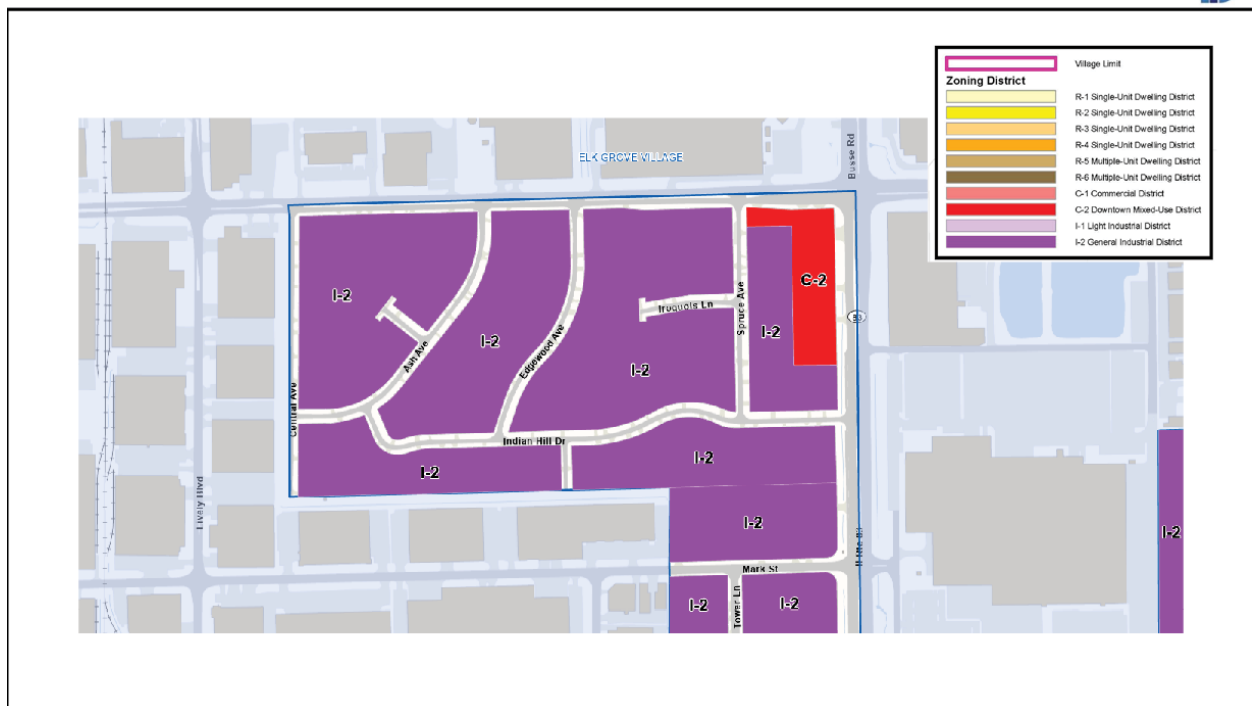 Village Limit
Zoning District
R-1 Single-Unit Dwelling District
R-2 Single-Unit Dwelling District
R-3 Single-Unit Dwelling District
R-4 Single-Unit Dwelling District
R-5 Multiple-Unit Dwelling District
R-6 Multiple-Unit Dwelling District
C-1 Commercial District
C-2 Downtown Mixed-Use District
I-1 Light Industrial District
I-2 General Industrial District
ELK GROVE VILLAGE
Busse Rd
C-2
I-2
Iroquois Ln
Spruce Ave
I-2
I-2
Ash Ave
Edgewood Ave
I-2
Central Ave
Indian Hill Dr
I-2
I-2
Lively Blvd
I-2
I-2
Mark St
Tower Ln
I-2
I-2